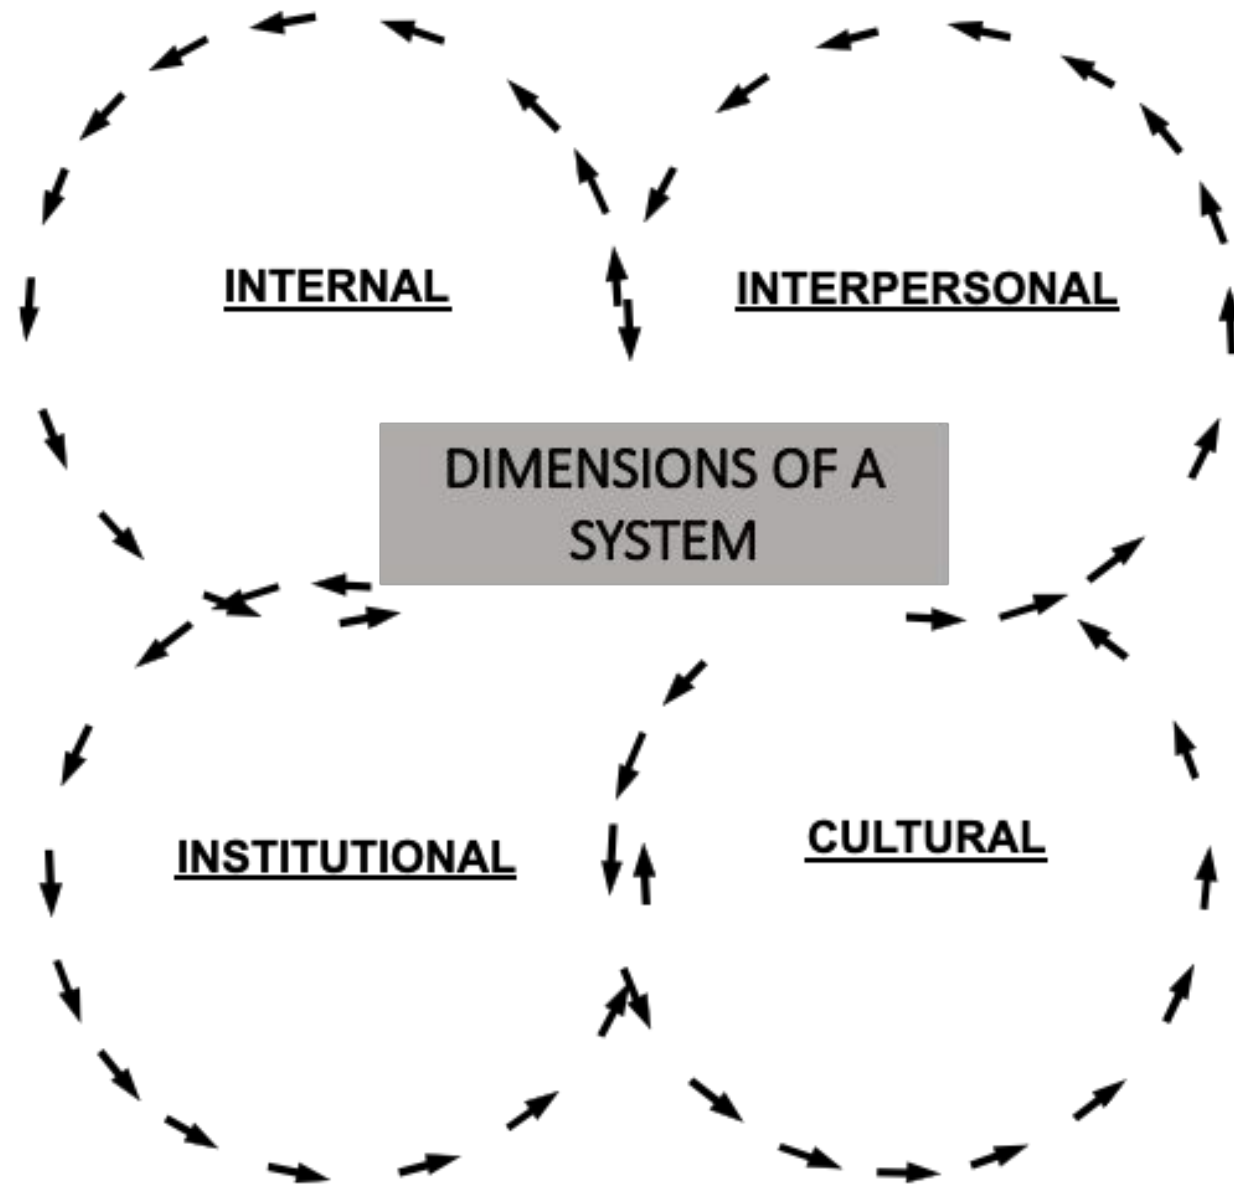 INTERNAL
INTERPERSONAL
DIMENSIONS OF A
SYSTEM
INSTITUTIONAL
CULTURAL